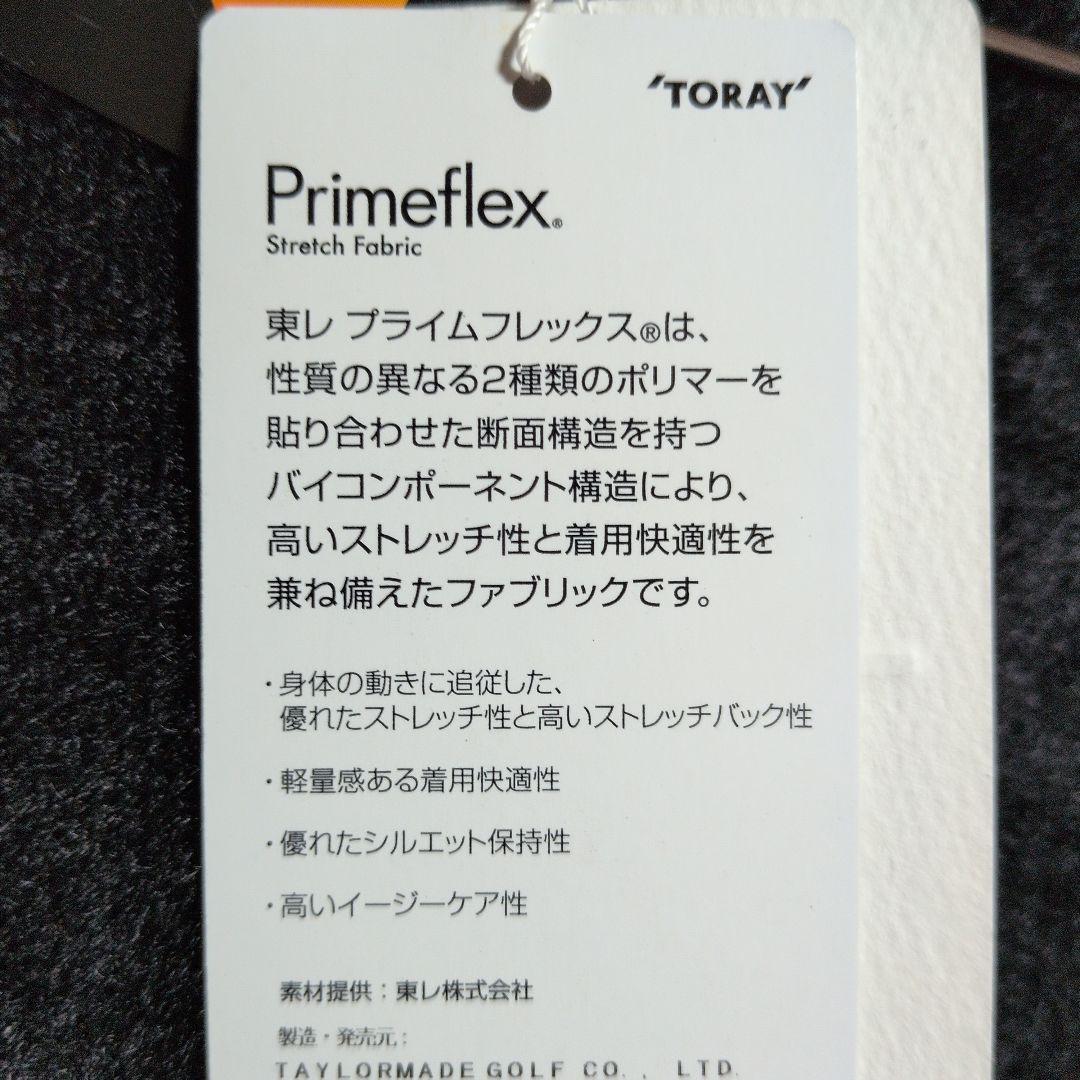 'TORAY'
Primeflex®
Stretch Fabric
東レ プライムフレックス®は、
性質の異なる2種類のポリマーを
貼り合わせた断面構造を持つ
バイコンポーネント構造により、
高いストレッチ性と着用快適性を
兼ね備えたファブリックです。
・身体の動きに追従した、
優れたストレッチ性と高いストレッチバック性
・軽量感ある着用快適性
・優れたシルエット保持性
・高いイージーケア性
素材提供：東レ株式会社
製造・発売元：
TAYLORMADE GOLF CO., LTD.